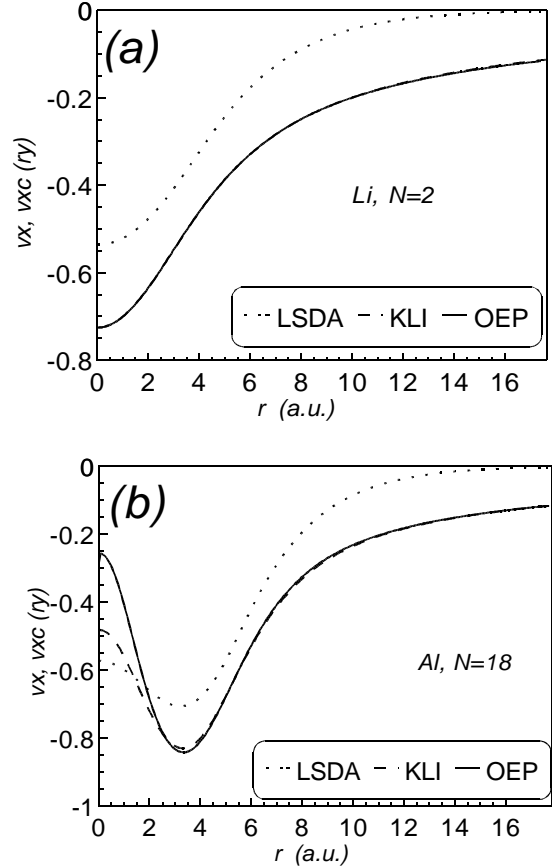 (a)
0
-0.2
-0.4
-0.6
-0.8
vx, vxc (ry)
Li, N=2
LSDA KLI OEP
0 2 4 6 8 10 12 14 16
r (a.u.)
(b)
0
-0.2
-0.4
-0.6
-0.8
-1
vx, vxc (ry)
Al, N=18
LSDA KLI OEP
0 2 4 6 8 10 12 14 16
r (a.u.)